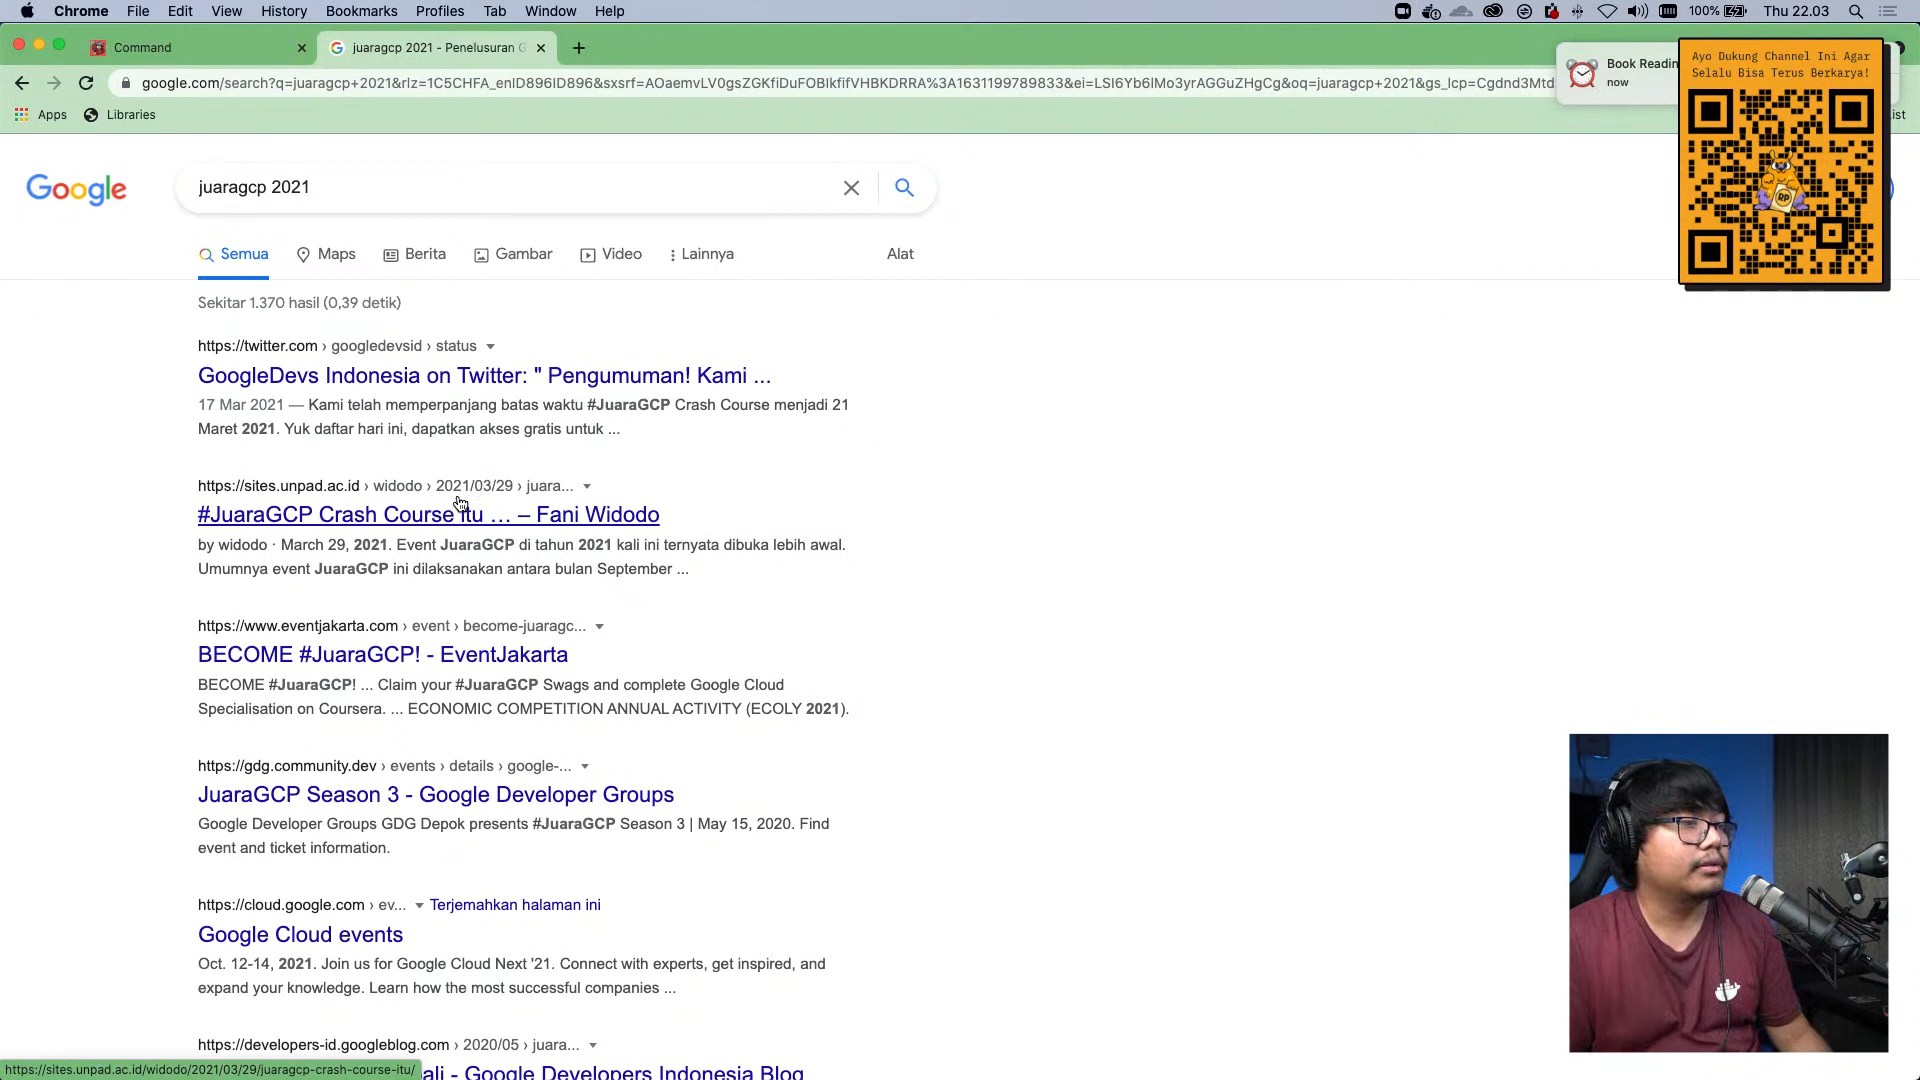 Chrome File Edit View History Bookmarks Profiles Tab Window Help 100% Thu 22.03
Command
juaragcp 2021 - Penelusuran G
google.com/search?q=juaragcp+2021&rlz=1C5CHFA_enID896ID896&sxsrf=AOaemvLV0gsZGKfiDuFOBIkfifVHBKDRRA%3A1631199789833&ei=LSI6Yb6lMo3yrAGGuZHgCg&oq=juaragcp+2021&gs_lcp=Cgdnd3Mtd
Book Readin
now
Ayo Dukung Channel Ini Agar
Selalu Bisa Terus Berkarya!
RP
Apps Libraries
ist
Google
juaragcp 2021
Semua Maps Berita Gambar Video Lainnya Alat
Sekitar 1.370 hasil (0,39 detik)
https://twitter.com › googledevsid › status
GoogleDevs Indonesia on Twitter: " Pengumuman! Kami ...
17 Mar 2021 — Kami telah memperpanjang batas waktu #JuaraGCP Crash Course menjadi 21
Maret 2021. Yuk daftar hari ini, dapatkan akses gratis untuk ...
https://sites.unpad.ac.id › widodo › 2021/03/29 › juara...
#JuaraGCP Crash Course itu … – Fani Widodo
by widodo · March 29, 2021. Event JuaraGCP di tahun 2021 kali ini ternyata dibuka lebih awal.
Umumnya event JuaraGCP ini dilaksanakan antara bulan September ...
https://www.eventjakarta.com › event › become-juaragc...
BECOME #JuaraGCP! - EventJakarta
BECOME #JuaraGCP! ... Claim your #JuaraGCP Swags and complete Google Cloud
Specialisation on Coursera. ... ECONOMIC COMPETITION ANNUAL ACTIVITY (ECOLY 2021).
https://gdg.community.dev › events › details › google-...
JuaraGCP Season 3 - Google Developer Groups
Google Developer Groups GDG Depok presents #JuaraGCP Season 3 | May 15, 2020. Find
event and ticket information.
https://cloud.google.com › ev... Terjemahkan halaman ini
Google Cloud events
Oct. 12-14, 2021. Join us for Google Cloud Next '21. Connect with experts, get inspired, and
expand your knowledge. Learn how the most successful companies ...
https://developers-id.googleblog.com › 2020/05 › juara...
ali - Google Developers Indonesia Blog
https://sites.unpad.ac.id/widodo/2021/03/29/juaragcp-crash-course-itu/